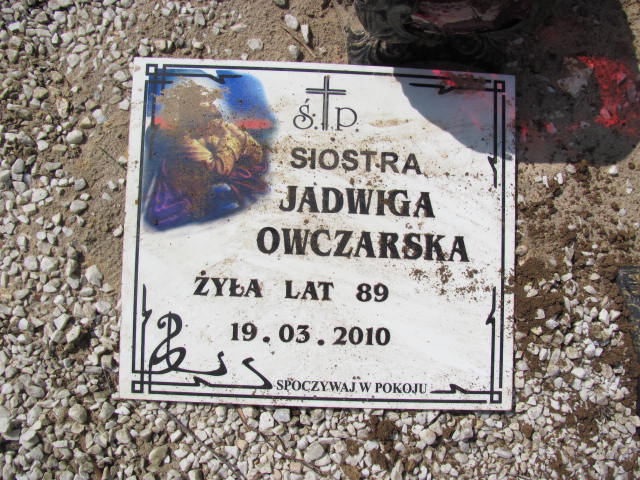 Ś.P.
SIOSTRA
JADWIGA
OWCZARSKA
ŻYŁA LAT 89
19.03.2010
SPOCZYWAJ W POKOJU